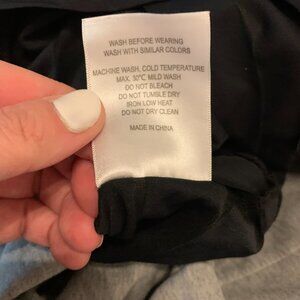 WASH BEFORE WEARING
WASH WITH SIMILAR COLORS
MACHINE WASH, COLD TEMPERATURE
MAX. 30°C MILD WASH
DO NOT BLEACH
DO NOT TUMBLE DRY
IRON LOW HEAT
DO NOT DRY CLEAN
MADE IN CHINA